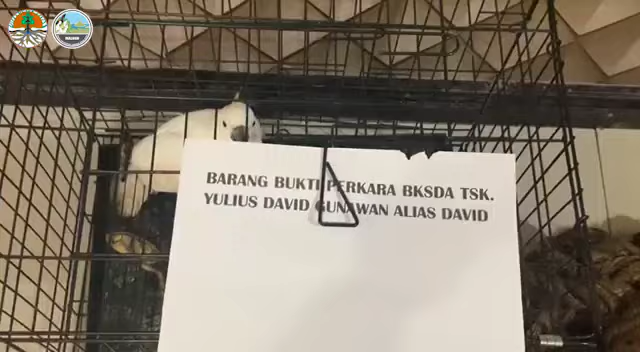 BARANG BUKTI PERKARA BKSDA TSK.
YULIUS DAVID GUNAWAN ALIAS DAVID